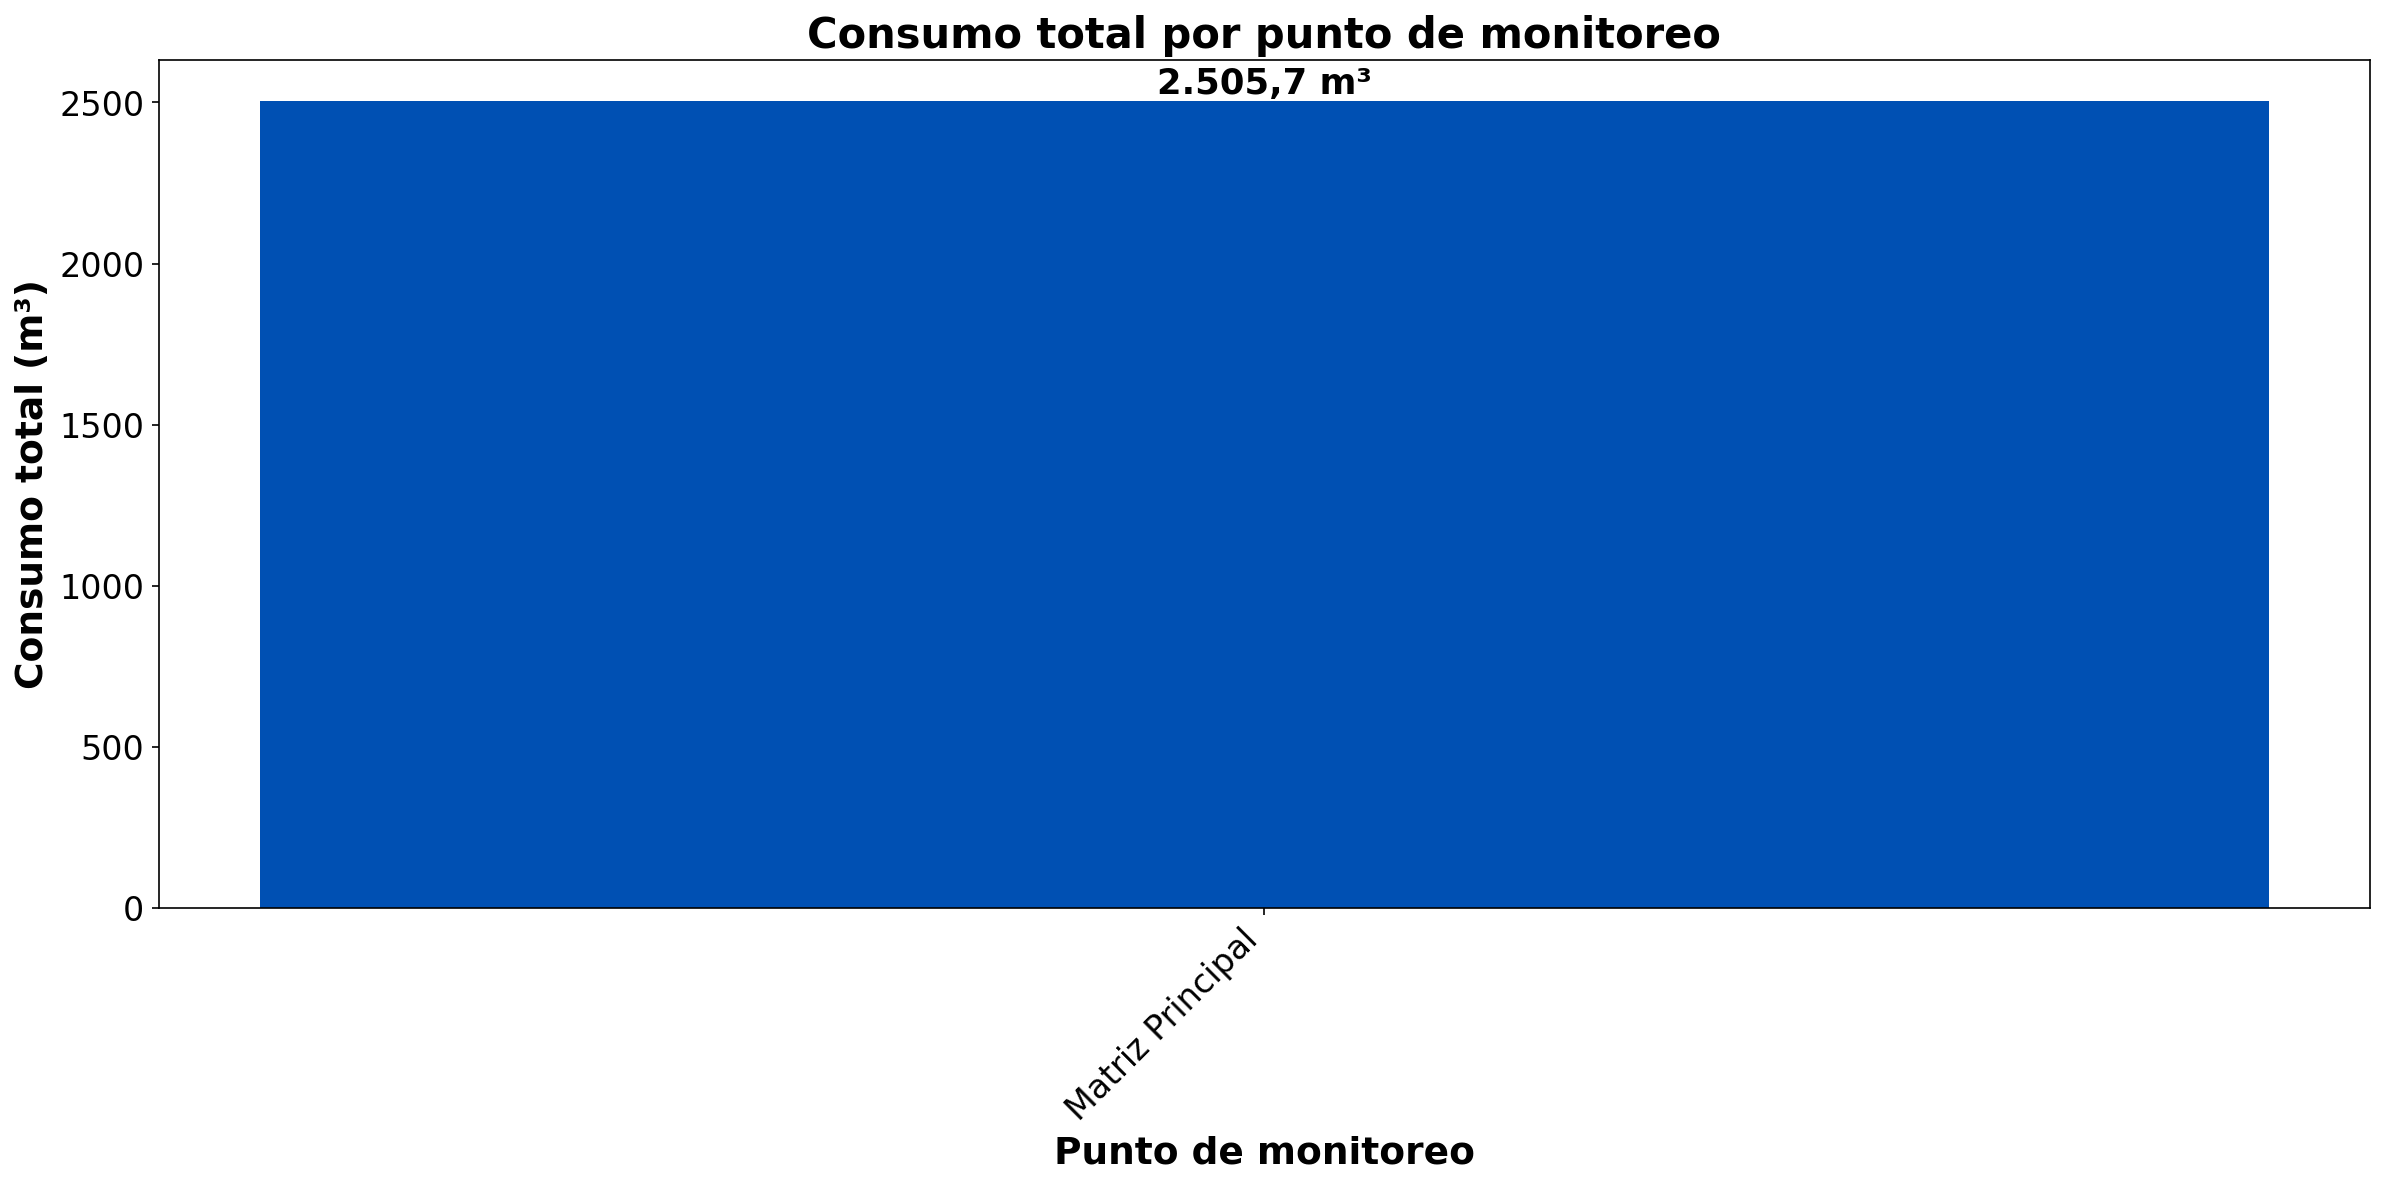 Consumo total por punto de monitoreo
2.505,7 m³
Consumo total (m³)
2500
2000
1500
1000
500
0
Matriz Principal
Punto de monitoreo